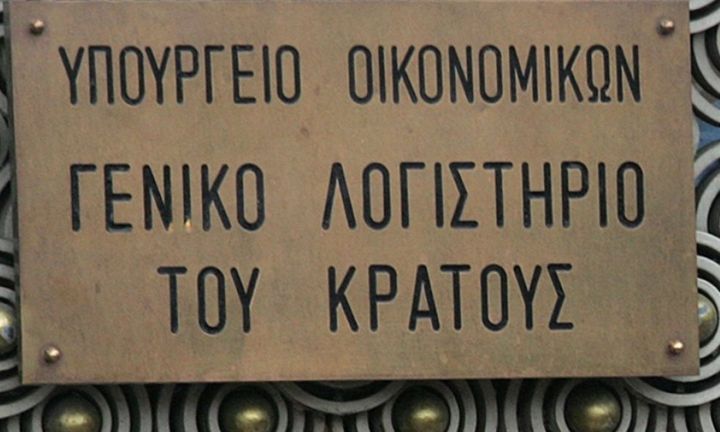 ΥΠΟΥΡΓΕΙΟ ΟΙΚΟΝΟΜΙΚΩΝ
ΓΕΝΙΚΟ ΛΟΓΙΣΤΗΡΙΟ
ΤΟΥ ΚΡΑΤΟΥΣ